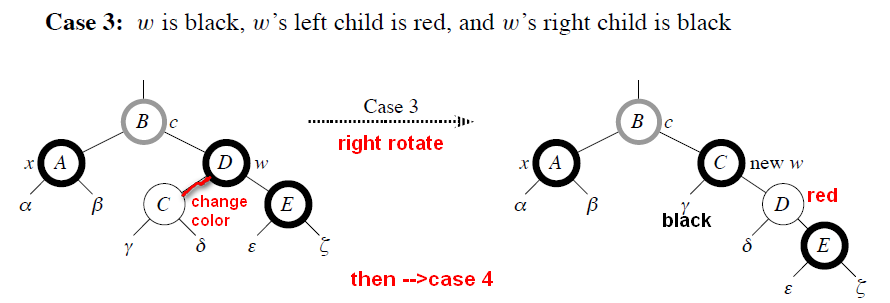 Case 3: w is black, w's left child is red, and w's right child is black
B c
Case 3
B c
x A
D w
right rotate
x A
C new w
α
β
C
change
color
E
α
β
γ
black
D
red
γ
δ
ε
ζ
δ
E
then -->case 4
ε
ζ